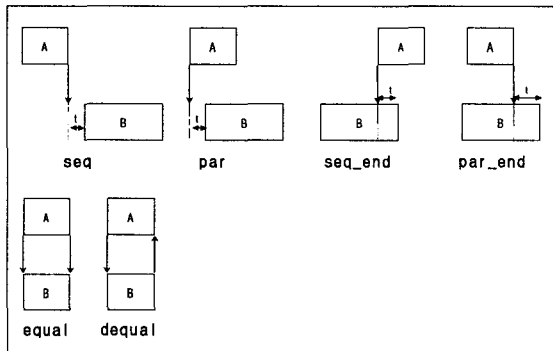 A A A A
t B t B t B t B
seq par seq_end par_end
A A
B B
equal dequal